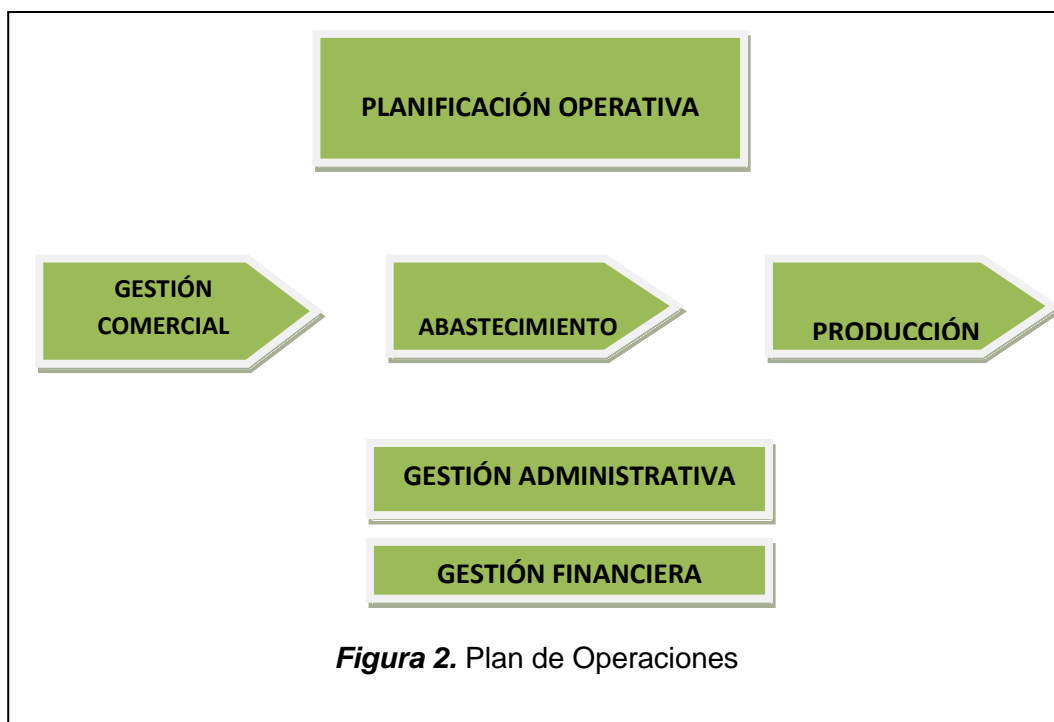 PLANIFICACIÓN OPERATIVA
GESTIÓN
COMERCIAL
ABASTECIMIENTO
PRODUCCIÓN
GESTIÓN ADMINISTRATIVA
GESTIÓN FINANCIERA
Figura 2. Plan de Operaciones